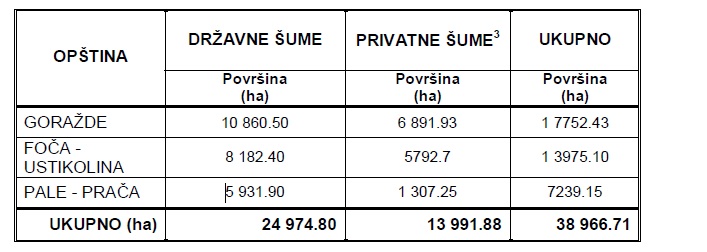 OPŠTINA DRŽAVNE ŠUME PRIVATNE ŠUME3 UKUPNO
Površina (ha) Površina (ha) Površina (ha)
GORAŽDE 10 860.50 6 891.93 1 7752.43
FOČA - USTIKOLINA 8 182.40 5792.7 1 3975.10
PALE - PRAČA 5 931.90 1 307.25 7239.15
UKUPNO (ha) 24 974.80 13 991.88 38 966.71